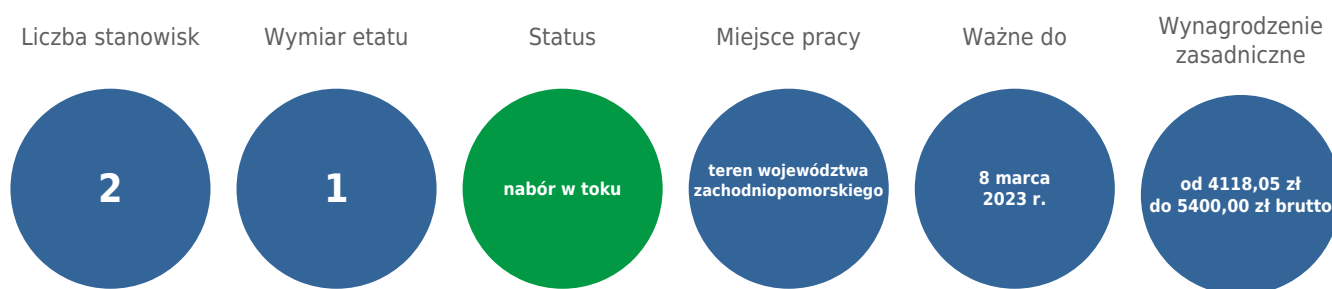 Liczba stanowisk
Wymiar etatu
Status
Miejsce pracy
Ważne do
Wynagrodzenie
zasadnicze
2
1
nabór w toku
teren województwa
zachodniopomorskiego
8 marca
2023 r.
od 4118,05 zł
do 5400,00 zł brutto